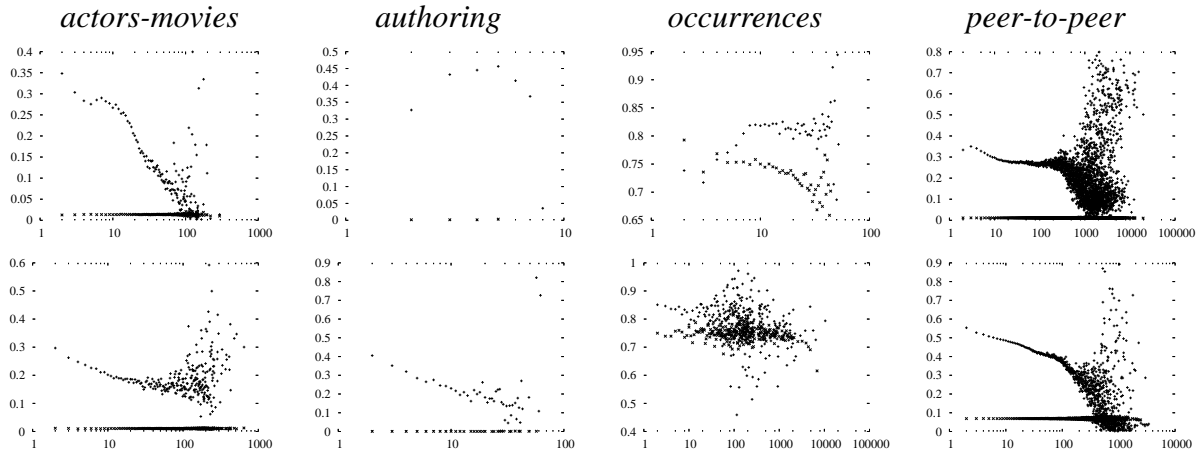 actors-movies authoring occurrences peer-to-peer
0.4 0.5 0.95 0.8
0.35 0.45 0.9 0.7
0.3 0.4 0.85 0.6
0.25 0.35 0.8 0.5
0.2 0.3 0.75 0.4
0.15 0.25 0.7 0.3
0.1 0.2 0.65 0.2
0.05 0.15 0.1
0 0.1 0
0.05
0
1 10 100 1000 1 10 1 10 100 1 10 100 1000 10000 100000
0.6 0.9 1 0.9
0.5 0.8 0.9 0.8
0.4 0.7 0.8 0.7
0.3 0.6 0.7 0.6
0.2 0.5 0.6 0.5
0.1 0.4 0.5 0.4
0 0.3 0.4 0.3
0.2 0.2
0.1 0.1
0 0
1 10 100 1000 1 10 100 1 10 100 1000 10000 100000 1 10 100 1000 10000